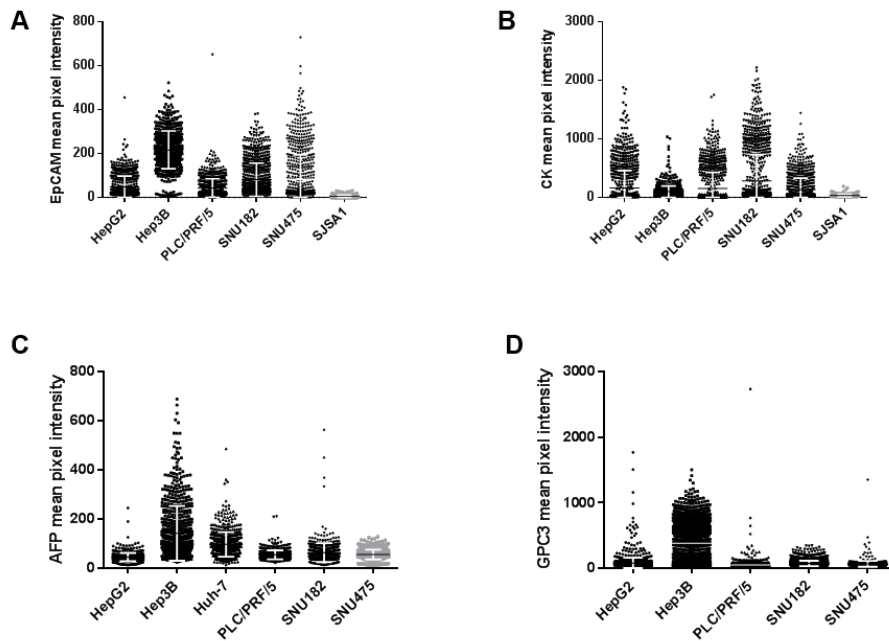 A
EpCAM mean pixel intensity
800
600
400
200
0
HepG2
Hep3B
PLC/PRF/5
SNU182
SNU475
SJSA1
B
CK mean pixel intensity
3000
2000
1000
0
HepG2
Hep3B
PLC/PRF/5
SNU182
SNU475
SJSA1
C
AFP mean pixel intensity
800
600
400
200
0
HepG2
Hep3B
Huh-7
PLC/PRF/5
SNU182
SNU475
D
GPC3 mean pixel intensity
3000
2000
1000
0
HepG2
Hep3B
PLC/PRF/5
SNU182
SNU475